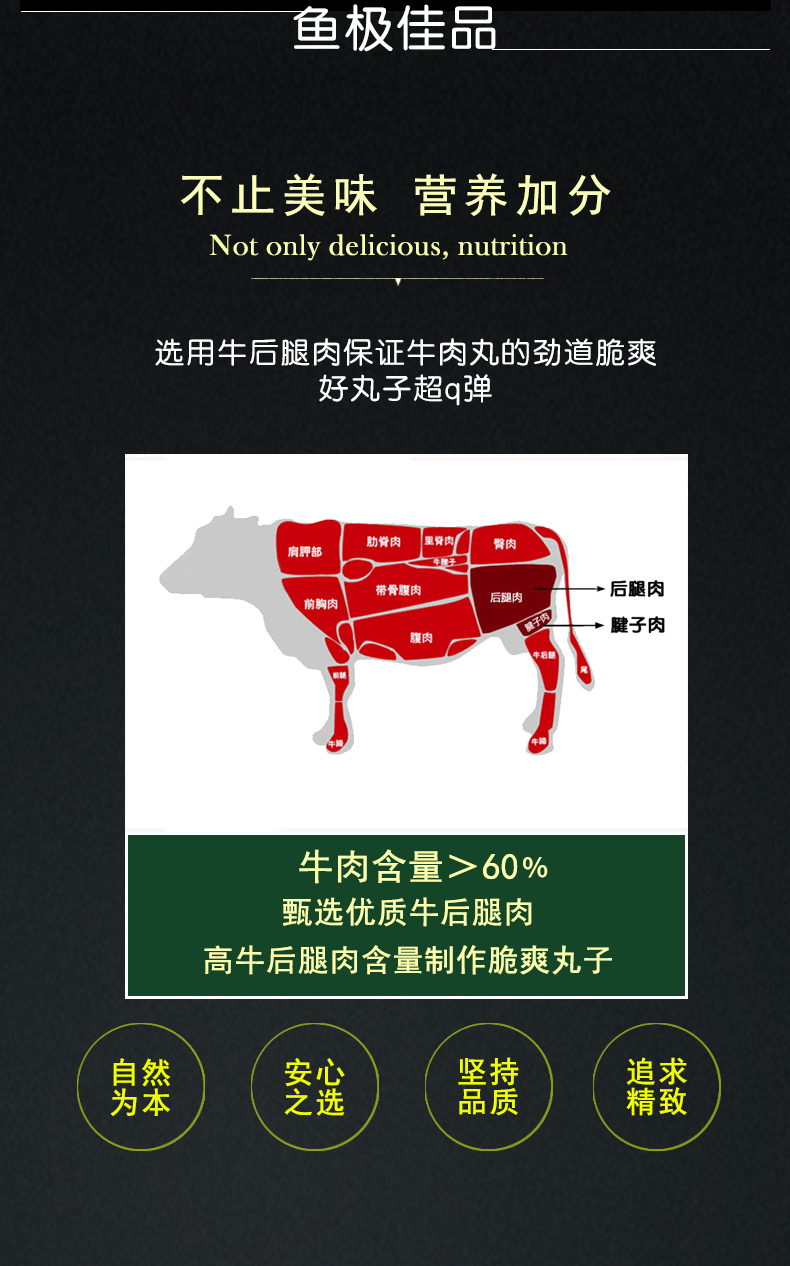 鱼极佳品
不止美味 营养加分
Not only delicious, nutrition
选用牛后腿肉保证牛肉丸的劲道脆爽
好丸子超q弹
肩胛部
肋脊肉
里脊肉
臀肉
牛腰子
带骨腹肉
后腿肉
后腿肉
前胸肉
腹肉
腱子肉
腱子肉
牛后腿
前腿
尾
牛蹄
牛蹄
牛肉含量＞60%
甄选优质牛后腿肉
高牛后腿肉含量制作脆爽丸子
自然
为本
安心
之选
坚持
品质
追求
精致